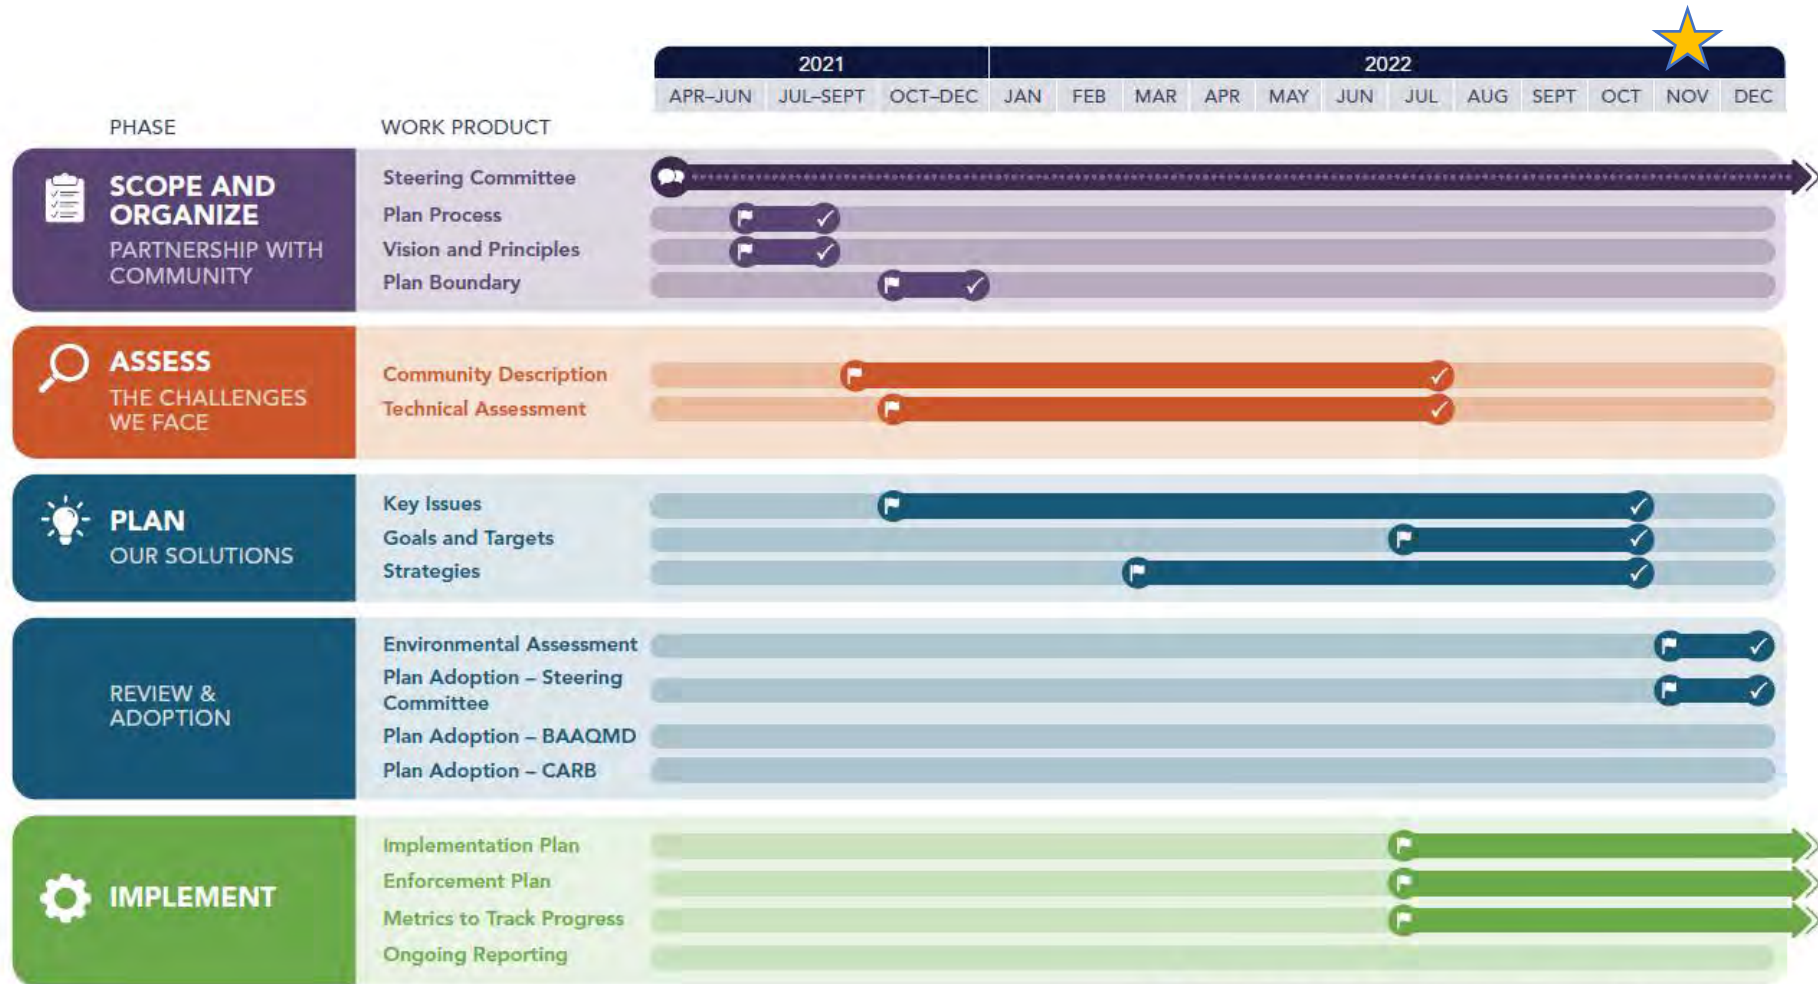 2021 2022
APR–JUN JUL–SEPT OCT–DEC JAN FEB MAR APR MAY JUN JUL AUG SEPT OCT NOV DEC
PHASE WORK PRODUCT
SCOPE AND
ORGANIZE
PARTNERSHIP WITH
COMMUNITY
Steering Committee
Plan Process
Vision and Principles
Plan Boundary
ASSESS
THE CHALLENGES
WE FACE
Community Description
Technical Assessment
PLAN
OUR SOLUTIONS
Key Issues
Goals and Targets
Strategies
REVIEW &
ADOPTION
Environmental Assessment
Plan Adoption – Steering
Committee
Plan Adoption – BAAQMD
Plan Adoption – CARB
IMPLEMENT
Implementation Plan
Enforcement Plan
Metrics to Track Progress
Ongoing Reporting